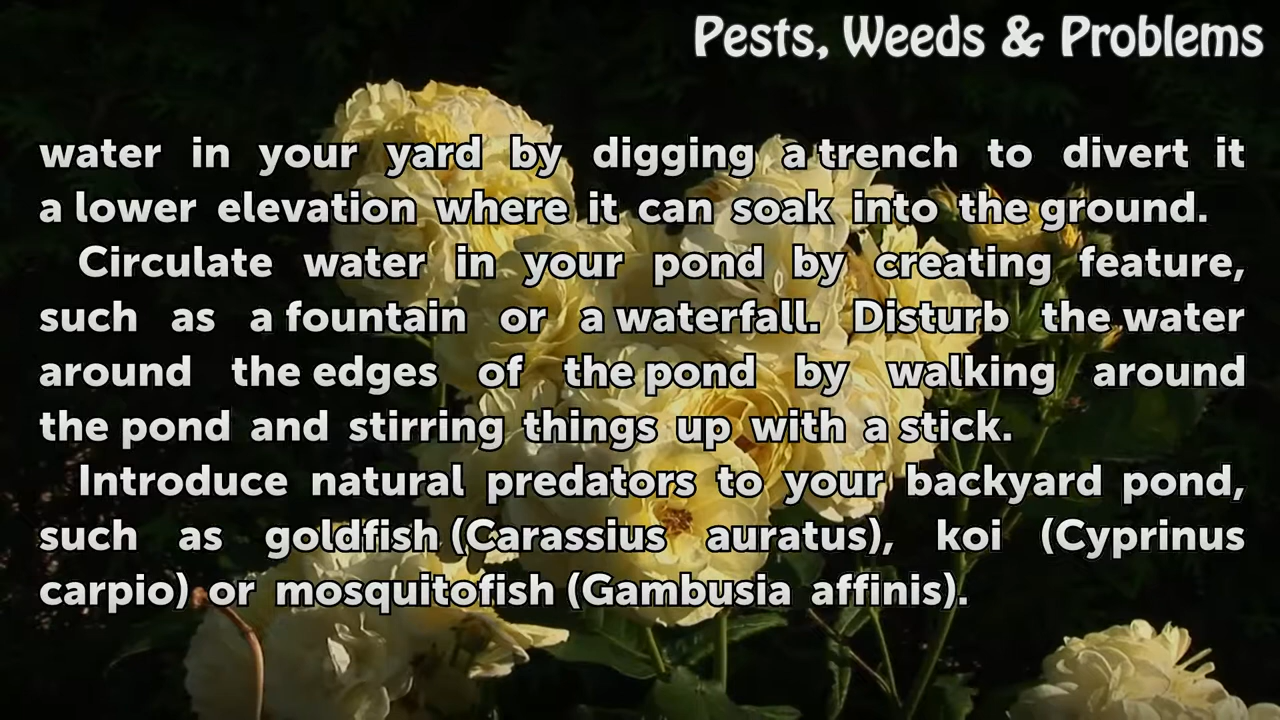 Pests, Weeds & Problems
water in your yard by digging a trench to divert it
a lower elevation where it can soak into the ground.
Circulate water in your pond by creating feature,
such as a fountain or a waterfall. Disturb the water
around the edges of the pond by walking around
the pond and stirring things up with a stick.
Introduce natural predators to your backyard pond,
such as goldfish (Carassius auratus), koi (Cyprinus
carpio) or mosquitofish (Gambusia affinis).